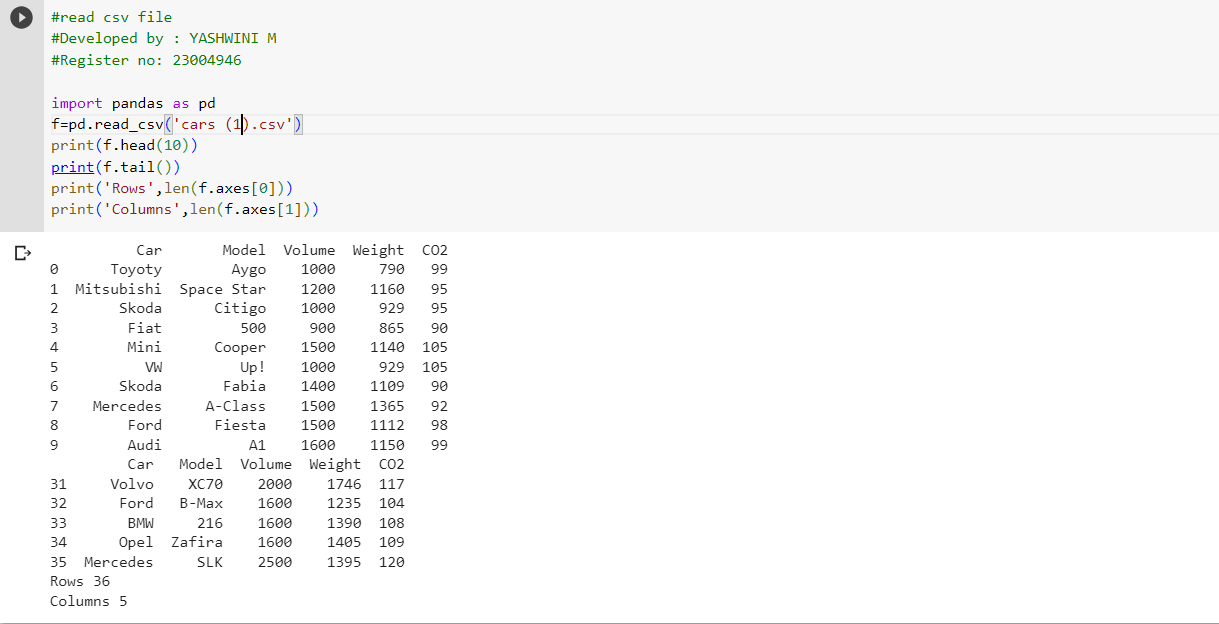 #read csv file
#Developed by : YASHWINI M
#Register no: 23004946
import pandas as pd
f=pd.read_csv('cars (1).csv')
print(f.head(10))
print(f.tail())
print('Rows',len(f.axes[0]))
print('Columns',len(f.axes[1]))
Car Model Volume Weight CO2
0 Toyoty Aygo 1000 790 99
1 Mitsubishi Space Star 1200 1160 95
2 Skoda Citigo 1000 929 95
3 Fiat 500 900 865 90
4 Mini Cooper 1500 1140 105
5 VW Up! 1000 929 105
6 Skoda Fabia 1400 1109 90
7 Mercedes A-Class 1500 1365 92
8 Ford Fiesta 1500 1112 98
9 Audi A1 1600 1150 99
Car Model Volume Weight CO2
31 Volvo XC70 2000 1746 117
32 Ford B-Max 1600 1235 104
33 BMW 216 1600 1390 108
34 Opel Zafira 1600 1405 109
35 Mercedes SLK 2500 1395 120
Rows 36
Columns 5